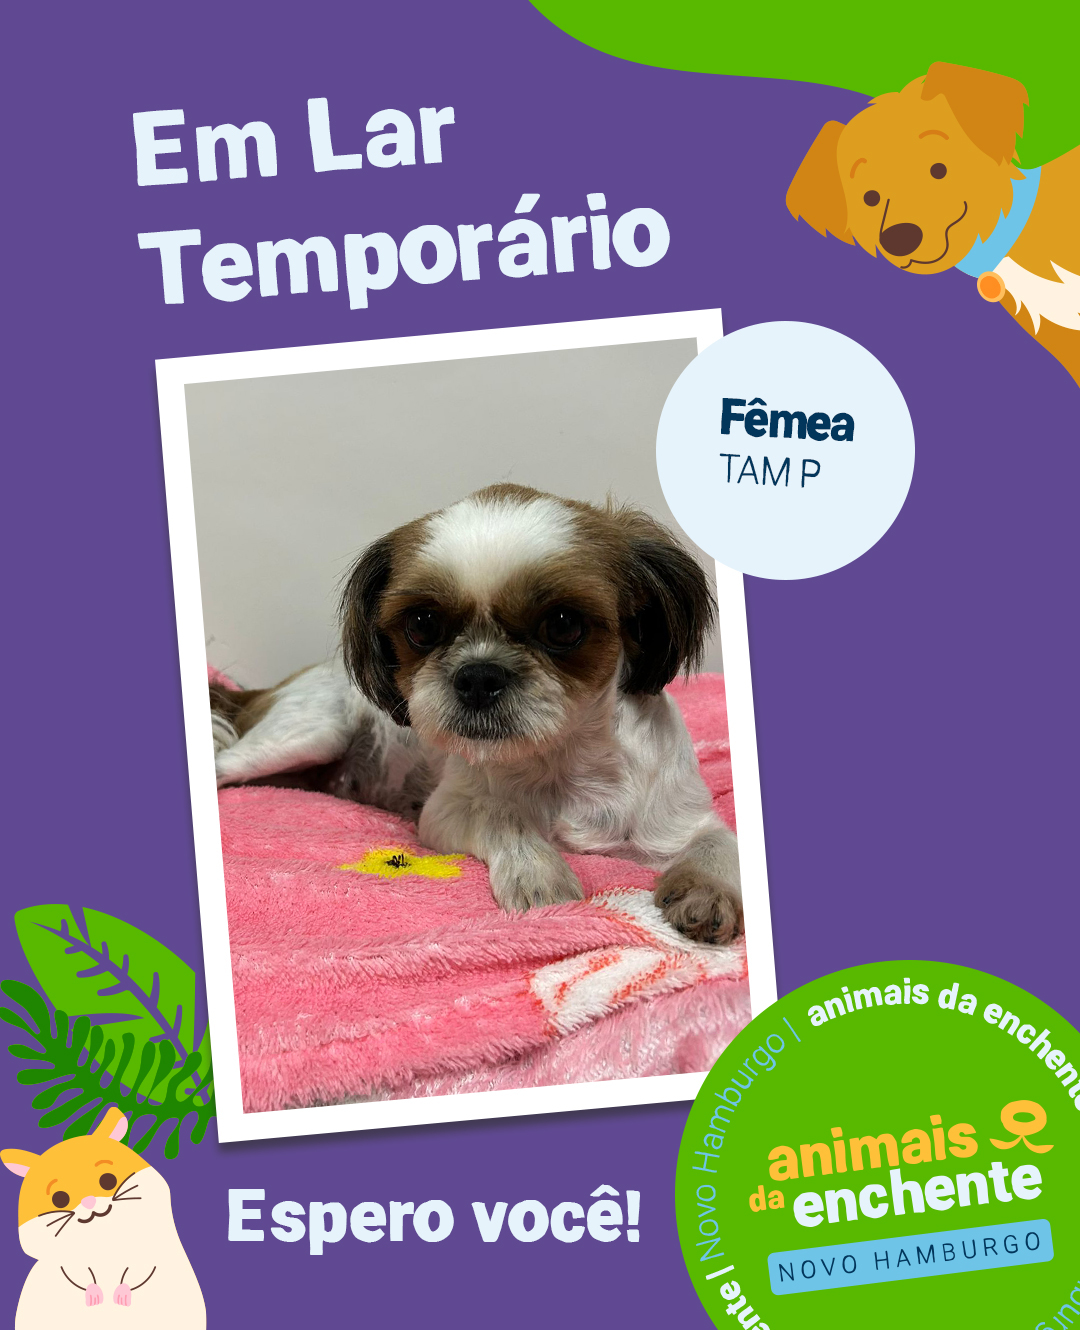 Em Lar
Temporário
Fêmea
TAM P
Espero você!
Novo Hamburgo | animais da enchente
animais
da enchente
NOVO HAMBURGO